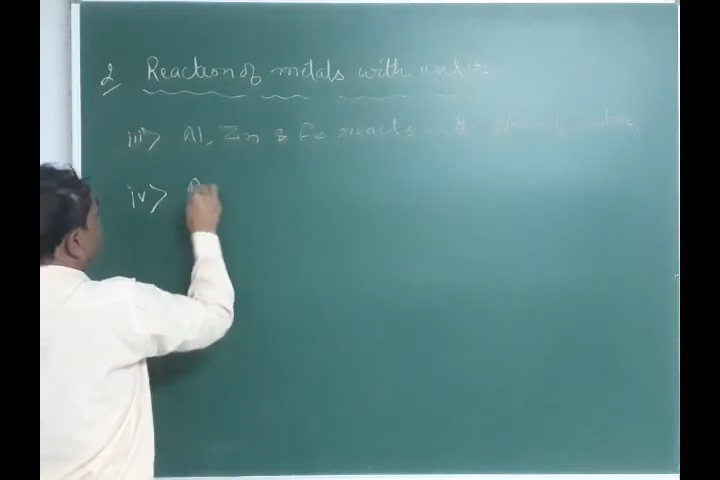 2 Reaction of metals with water
iii> Al, Zn & Fe reacts
iv>